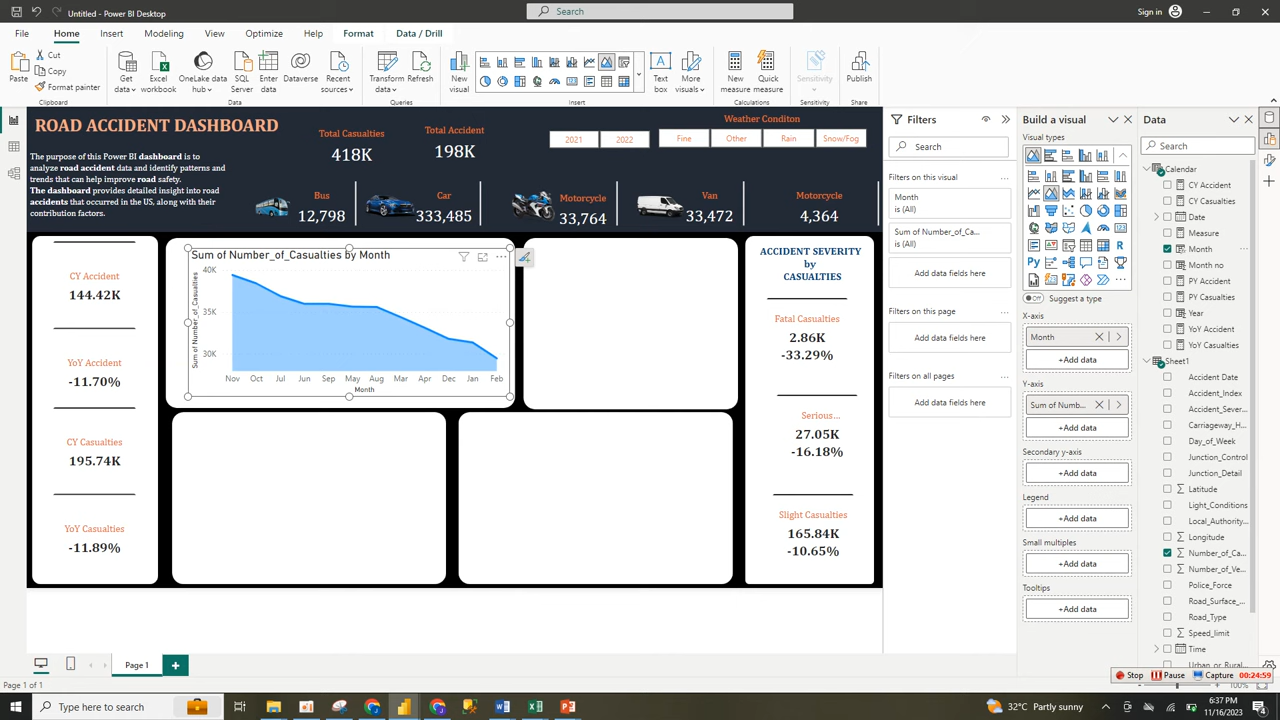 Untitled - Power BI Desktop
Search
Sign in
File
Home
Insert
Modeling
View
Optimize
Help
Format
Data / Drill
Paste
Cut
Copy
Format painter
Clipboard
Get data
Excel workbook
OneLake data hub
SQL Server
Enter data
Dataverse
Recent sources
Data
Transform data
Refresh
Queries
New visual
Text box
More visuals
Insert
New measure
Quick measure
Calculations
Sensitivity
Sensitivity
Publish
Share
ROAD ACCIDENT DASHBOARD
The purpose of this Power BI dashboard is to
analyze road accident data and identify patterns and
trends that can help improve road safety.
The dashboard provides detailed insight into road
accidents that occurred in the US, along with their
contribution factors.
Total Casualties
418K
Total Accident
198K
2021
2022
Weather Conditon
Fine
Other
Rain
Snow/Fog
Bus
12,798
Car
333,485
Motorcycle
33,764
Van
33,472
Motorcycle
4,364
CY Accident
144.42K
YoY Accident
-11.70%
CY Casualties
195.74K
YoY Casualties
-11.89%
Sum of Number_of_Casualties by Month
Sum of Number_of_Casualties
40K
35K
30K
Nov Oct Jul Jun Sep May Aug Mar Apr Dec Jan Feb
Month
ACCIDENT SEVERITY
by
CASUALTIES
Fatal Casualties
2.86K
-33.29%
Serious...
27.05K
-16.18%
Slight Casualties
165.84K
-10.65%
Filters
Search
Filters on this visual
...
Month
is (All)
Sum of Number_of_Ca...
is (All)
Add data fields here
Filters on this page
...
Add data fields here
Filters on all pages
...
Add data fields here
Build a visual
Visual types
Off
Suggest a type
X-axis
Month
+Add data
Y-axis
Sum of Numb...
+Add data
Secondary y-axis
+Add data
Legend
+Add data
Small multiples
+Add data
Tooltips
+Add data
Data
Search
Calendar
CY Accident
CY Casualties
Date
Measure
Month
Month no
PY Accident
PY Casualties
Year
YoY Accident
YoY Casualties
Sheet1
Accident Date
Accident_Index
Accident_Sever...
Carriageway_H...
Day_of_Week
Junction_Control
Junction_Detail
Latitude
Light_Conditions
Local_Authority...
Longitude
Number_of_Ca...
Number_of_Ve...
Police_Force
Road_Surface_...
Road_Type
Speed_limit
Time
Urban_or_Rural...
Page 1
Page 1 of 1
Stop
Pause
Capture
00:24:59
100%
Type here to search
32°C Partly sunny
6:37 PM
11/16/2023